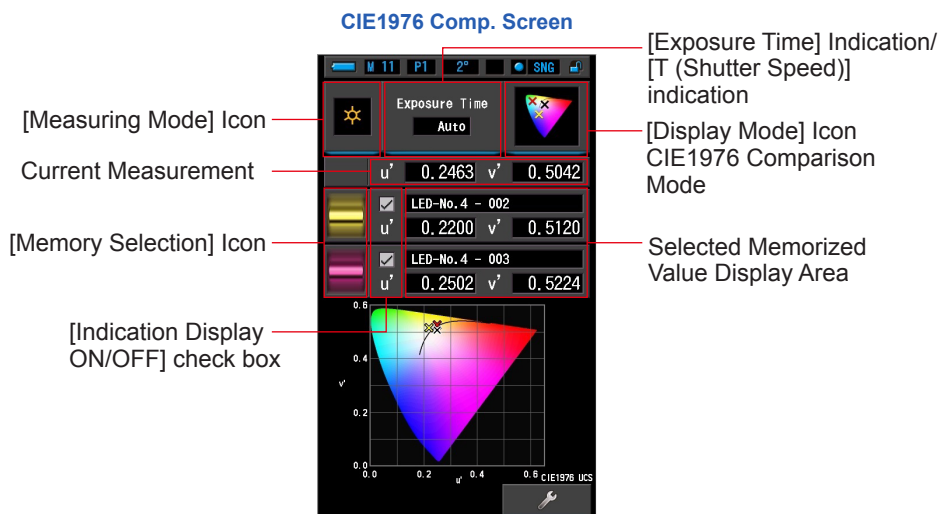 CIE1976 Comp. Screen
M 11 P1 2° SNG
[Exposure Time] Indication/
[T (Shutter Speed)]
indication
[Measuring Mode] Icon
Exposure Time
Auto
[Display Mode] Icon
CIE1976 Comparison
Mode
Current Measurement
u' 0.2463 v' 0.5042
[Memory Selection] Icon
LED-No.4 - 002
u' 0.2200 v' 0.5120
LED-No.4 - 003
u' 0.2502 v' 0.5224
Selected Memorized
Value Display Area
[Indication Display
ON/OFF] check box
0.6
0.4
v'
0.2
0.0
0.0 0.2 u' 0.4 0.6 CIE1976 UCS